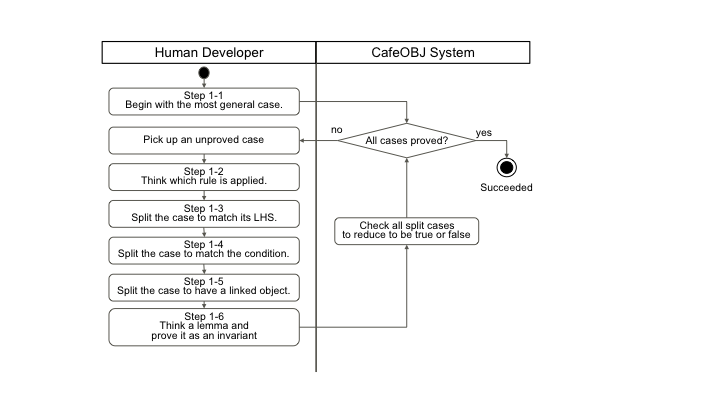 Human Developer
CafeOBJ System
Step 1-1
Begin with the most general case.
no
All cases proved?
yes
Pick up an unproved case
Step 1-2
Think which rule is applied.
Succeeded
Step 1-3
Split the case to match its LHS.
Check all split cases
to reduce to be true or false
Step 1-4
Split the case to match the condition.
Step 1-5
Split the case to have a linked object.
Step 1-6
Think a lemma and
prove it as an invariant